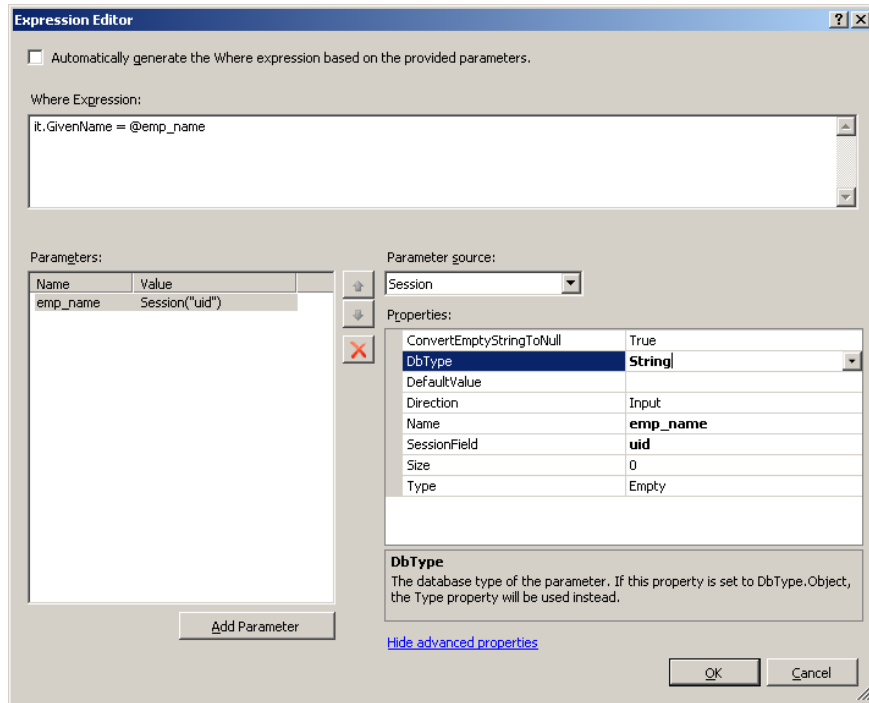 Expression Editor
Automatically generate the Where expression based on the provided parameters.
Where Expression:
it.GivenName = @emp_name
Parameters:
Name Value
emp_name Session("uid")
Add Parameter
Parameter source:
Session
Properties:
ConvertEmptyStringToNull True
DbType String
DefaultValue
Direction Input
Name emp_name
SessionField uid
Size 0
Type Empty
DbType
The database type of the parameter. If this property is set to DbType.Object,
the Type property will be used instead.
Hide advanced properties
OK Cancel